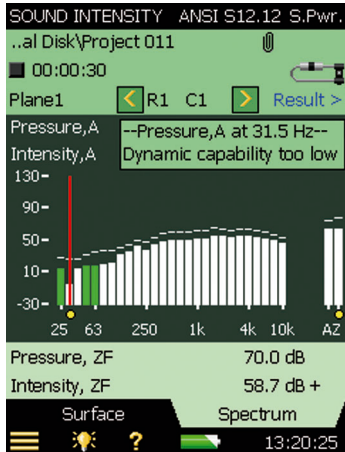 SOUND INTENSITY ANSI S12.12 S.Pwr.
..al Disk\Project 011
00:00:30
Plane1 < R1 C1 > Result >
Pressure,A
Intensity,A
--Pressure,A at 31.5 Hz--
Dynamic capability too low
130-
90-
50-
10-
-30-
25 63 250 1k 4k 10k AZ
Pressure, ZF 70.0 dB
Intensity, ZF 58.7 dB +
Surface Spectrum
? 13:20:25